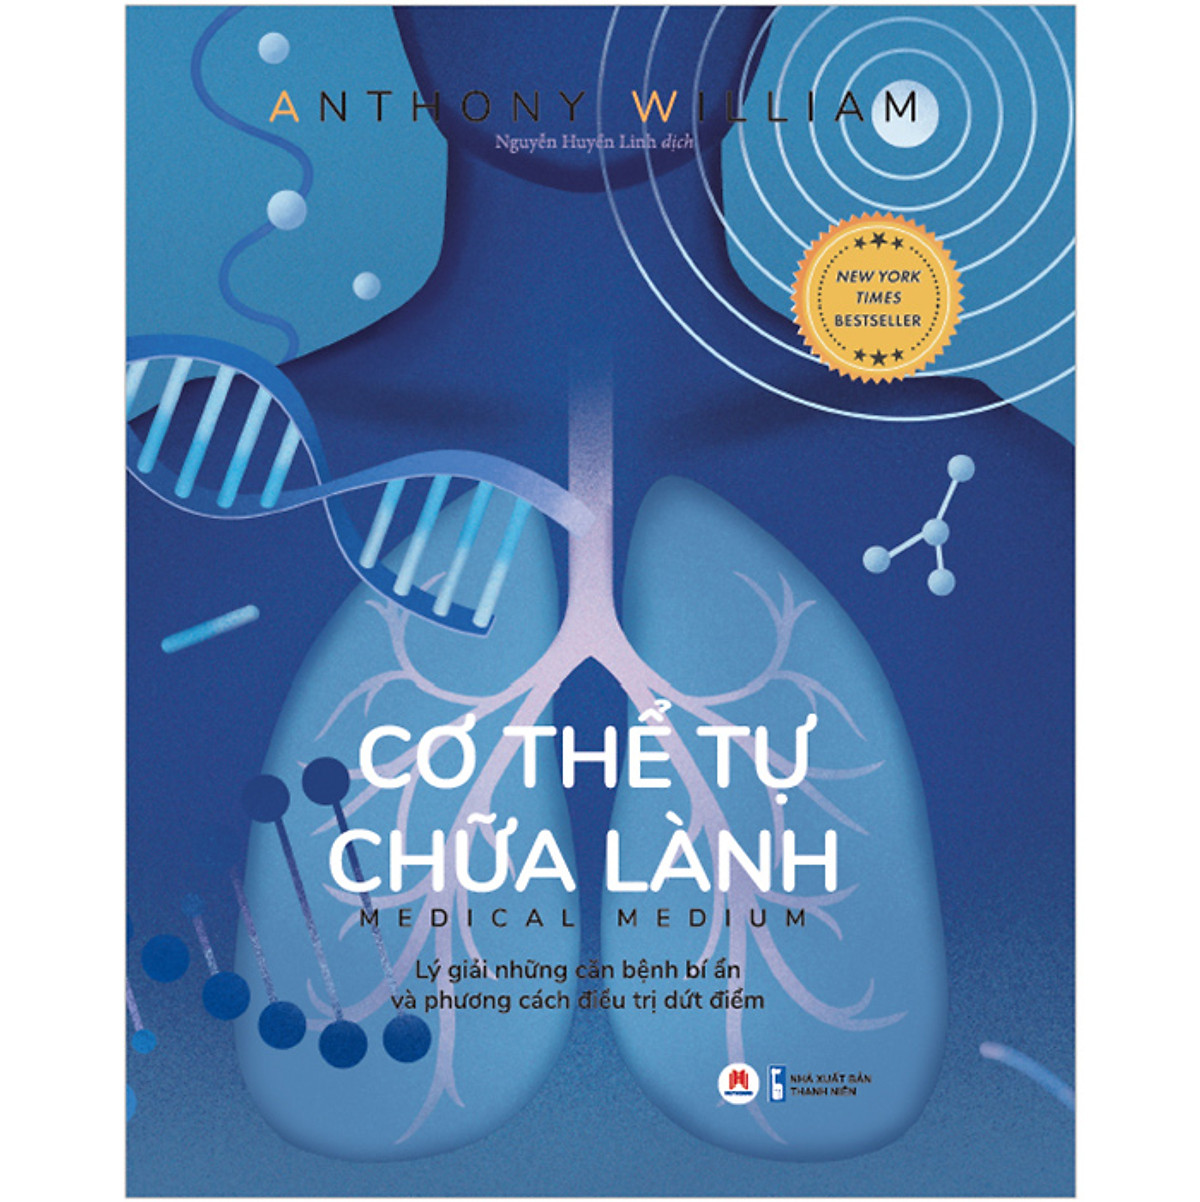 ANTHONY WILLIAM
Nguyễn Huyền Linh dịch
NEW YORK
TIMES
BESTSELLER
CƠ THỂ TỰ
CHỮA LÀNH
MEDICAL MEDIUM
Lý giải những căn bệnh bí ẩn
và phương cách điều trị dứt điểm
NHÀ XUẤT BẢN
THANH NIÊN